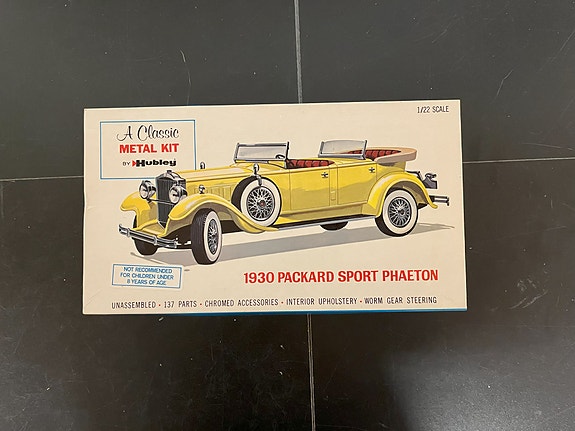 1/22 SCALE
A Classic
METAL KIT
BY Hubley
NOT RECOMMENDED
FOR CHILDREN UNDER
8 YEARS OF AGE
1930 PACKARD SPORT PHAETON
UNASSEMBLED • 137 PARTS • CHROMED ACCESSORIES • INTERIOR UPHOLSTERY • WORM GEAR STEERING